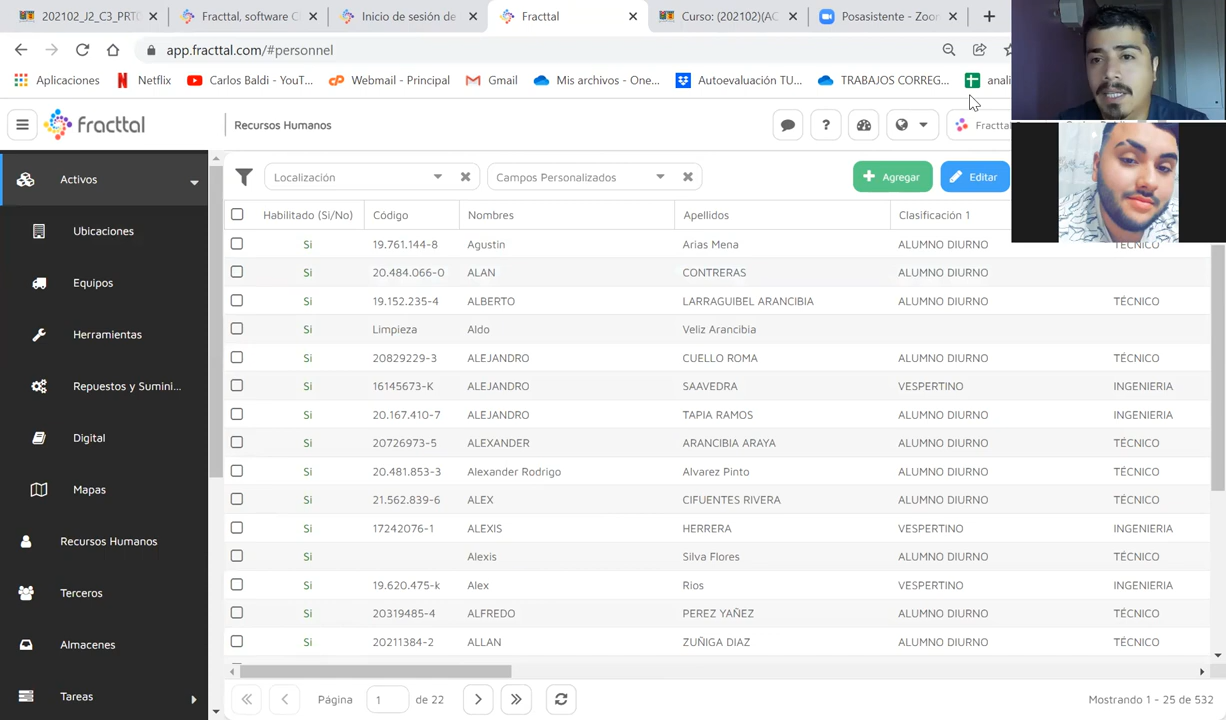 202102_J2_C3_PRT
Fracttal, software
Inicio de sesión de
Fracttal
Curso: (202102)(AC
Posasistente - Zoo
app.fracttal.com/#personnel
Aplicaciones
Netflix
Carlos Baldi - YouT...
Webmail - Principal
Gmail
Mis archivos - One...
Autoevaluación TU...
TRABAJOS CORREG...
anali
fracttal
Recursos Humanos
?
Fractta
Activos
Localización
Campos Personalizados
Agregar
Editar
Habilitado (Si/No) Código Nombres Apellidos Clasificación 1
Si 19.761.144-8 Agustin Arias Mena ALUMNO DIURNO TÉCNICO
Si 20.484.066-0 ALAN CONTRERAS ALUMNO DIURNO
Si 19.152.235-4 ALBERTO LARRAGUIBEL ARANCIBIA ALUMNO DIURNO TÉCNICO
Si Limpieza Aldo Veliz Arancibia
Si 20829229-3 ALEJANDRO CUELLO ROMA ALUMNO DIURNO TÉCNICO
Si 16145673-K ALEJANDRO SAAVEDRA VESPERTINO INGENIERIA
Si 20.167.410-7 ALEJANDRO TAPIA RAMOS ALUMNO DIURNO INGENIERIA
Si 20726973-5 ALEXANDER ARANCIBIA ARAYA ALUMNO DIURNO TÉCNICO
Si 20.481.853-3 Alexander Rodrigo Alvarez Pinto ALUMNO DIURNO TÉCNICO
Si 21.562.839-6 ALEX CIFUENTES RIVERA ALUMNO DIURNO TÉCNICO
Si 17242076-1 ALEXIS HERRERA VESPERTINO INGENIERIA
Si Alexis Silva Flores ALUMNO DIURNO TÉCNICO
Si 19.620.475-k Alex Rios VESPERTINO INGENIERIA
Si 20319485-4 ALFREDO PEREZ YAÑEZ ALUMNO DIURNO TÉCNICO
Si 20211384-2 ALLAN ZUÑIGA DIAZ ALUMNO DIURNO TÉCNICO
Ubicaciones
Equipos
Herramientas
Repuestos y Sumini...
Digital
Mapas
Recursos Humanos
Terceros
Almacenes
Tareas
Página 1 de 22
Mostrando 1 - 25 de 532